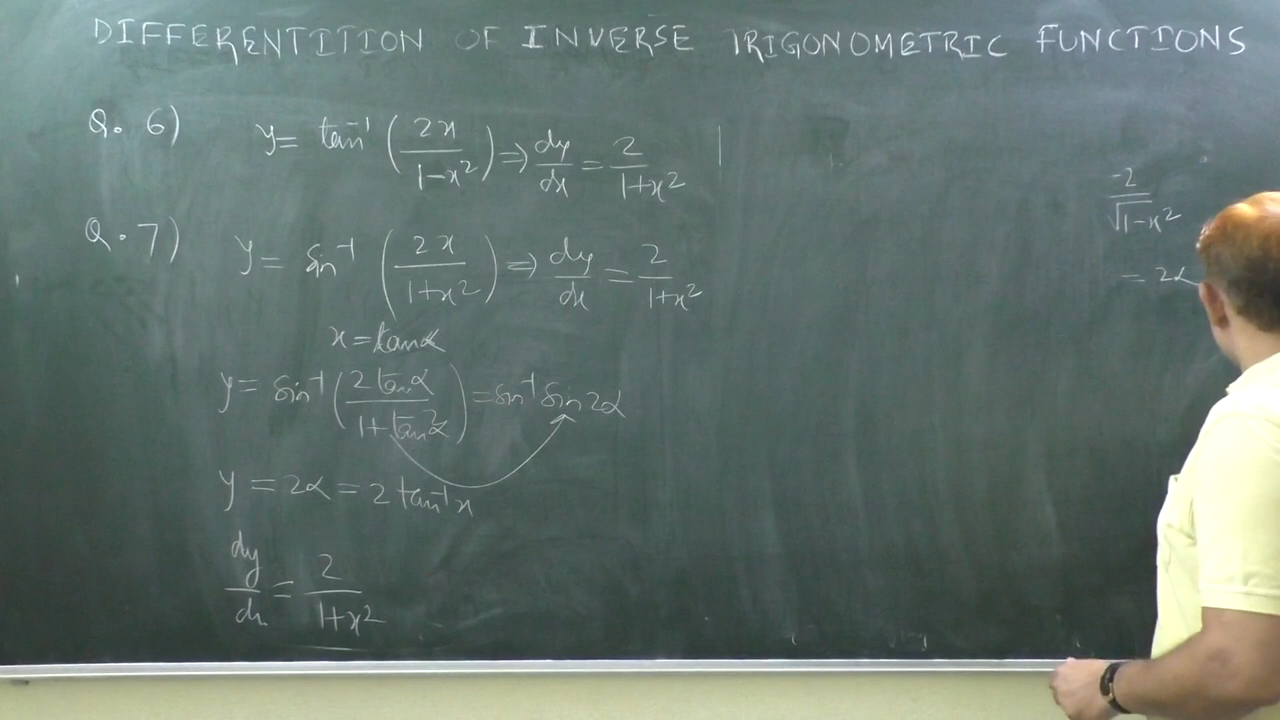 DIFFERENTITION OF INVERSE TRIGONOMETRIC FUNCTIONS
Q. 6) y = tan⁻¹ (2x / 1-x²) ⇒ dy/dx = 2 / 1+x²
-2 / √1-x²
Q. 7) y = sin⁻¹ (2x / 1+x²) ⇒ dy/dx = 2 / 1+x²
= 2α
x = tanα
y = sin⁻¹ (2 tanα / 1+tan²α) = sin⁻¹ sin 2α
y = 2α = 2 tan⁻¹x
dy/dx = 2 / 1+x²